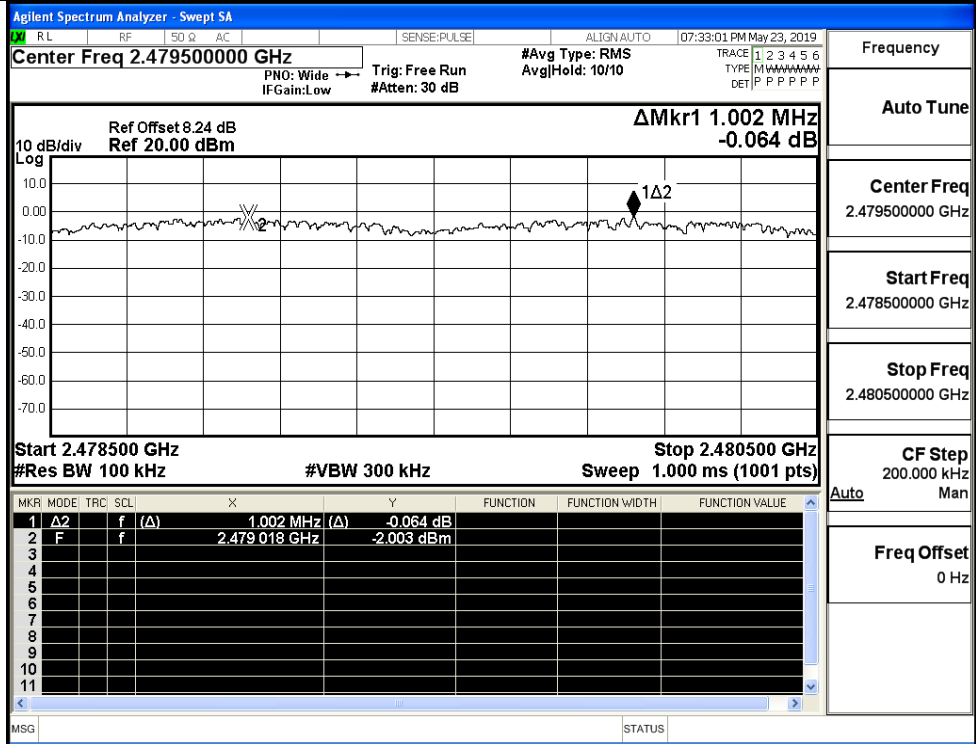 Agilent Spectrum Analyzer - Swept SA
LXI RL RF 50 Ω AC SENSE:PULSE ALIGN AUTO 07:33:01 PM May 23, 2019
Center Freq 2.479500000 GHz
PNO: Wide
IFGain:Low
Trig: Free Run
#Atten: 30 dB
#Avg Type: RMS
Avg|Hold: 10/10
TRACE 1 2 3 4 5 6
TYPE M W W W W W
DET P P P P P P
Ref Offset 8.24 dB
10 dB/div Ref 20.00 dBm
Log
ΔMkr1 1.002 MHz
-0.064 dB
10.0
0.00
-10.0
-20.0
-30.0
-40.0
-50.0
-60.0
-70.0
1Δ2
2
Start 2.478500 GHz Stop 2.480500 GHz
#Res BW 100 kHz #VBW 300 kHz Sweep 1.000 ms (1001 pts)
MKR MODE TRC SCL X Y FUNCTION FUNCTION WIDTH FUNCTION VALUE
1 Δ2 f (Δ) 1.002 MHz (Δ) -0.064 dB
2 F f 2.479 018 GHz -2.003 dBm
3
4
5
6
7
8
9
10
11
MSG STATUS
Frequency
Auto Tune
Center Freq
2.479500000 GHz
Start Freq
2.478500000 GHz
Stop Freq
2.480500000 GHz
CF Step
200.000 kHz
Auto Man
Freq Offset
0 Hz